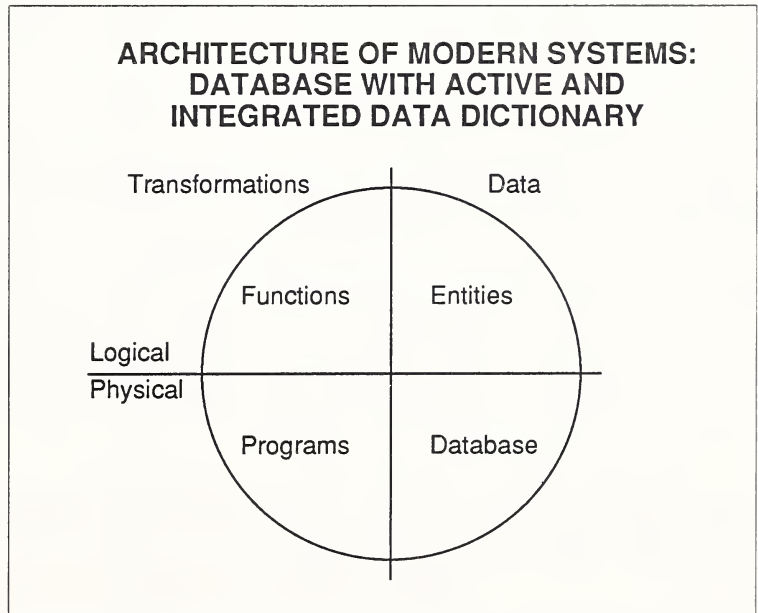 ARCHITECTURE OF MODERN SYSTEMS:
DATABASE WITH ACTIVE AND
INTEGRATED DATA DICTIONARY
Transformations
Data
Functions
Entities
Logical
Physical
Programs
Database